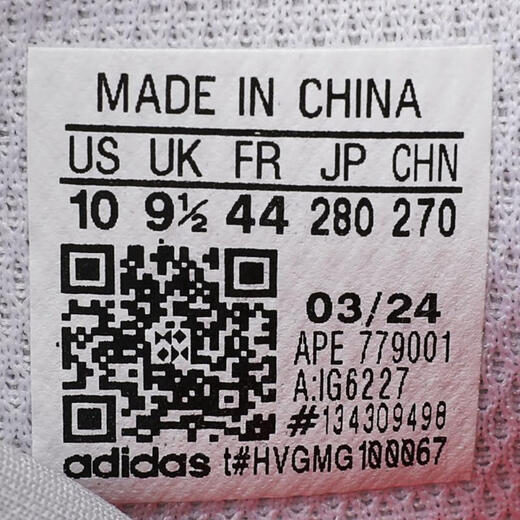 MADE IN CHINA
US UK FR JP CHN
10 9½ 44 280 270
03/24
APE 779001
A:IG6227
#134309498
adidas t#HVGMG100067